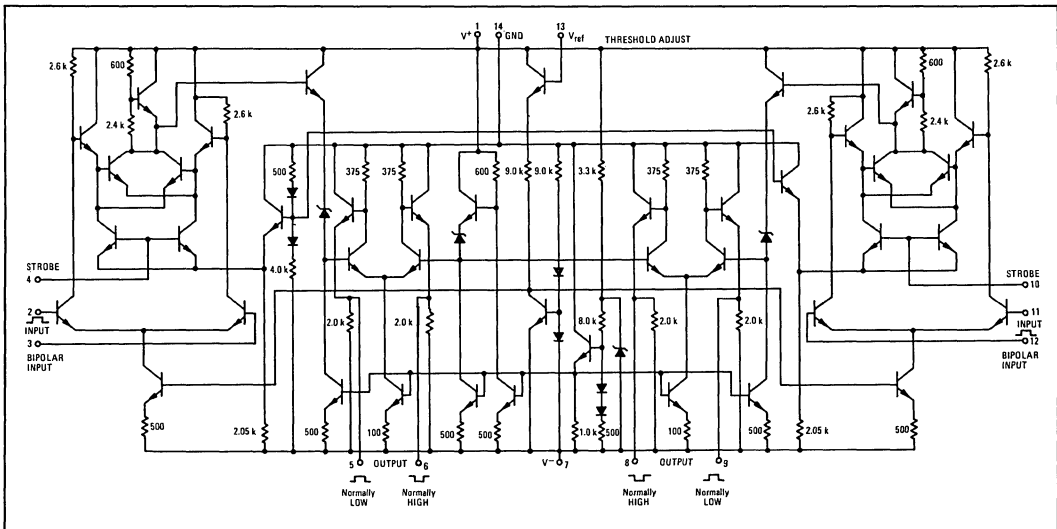 1 14 13
V+ GND Vref THRESHOLD ADJUST
2.6 k 600 600 2.6 k
2.4 k 2.6 k 2.6 k 2.4 k
500 375 375 600 9.0 k 9.0 k 3.3 k 375 375
4.0 k
STROBE
4
STROBE
10
2
INPUT
3
BIPOLAR
INPUT
11
INPUT
12
BIPOLAR
INPUT
2.0 k 2.0 k 8.0 k 2.0 k 2.0 k
500 2.05 k 500 100 500 500 1.0 k 500 100 500 2.05 k 500
5 OUTPUT 6 V− 7 8 OUTPUT 9
Normally
LOW
Normally
HIGH
Normally
HIGH
Normally
LOW